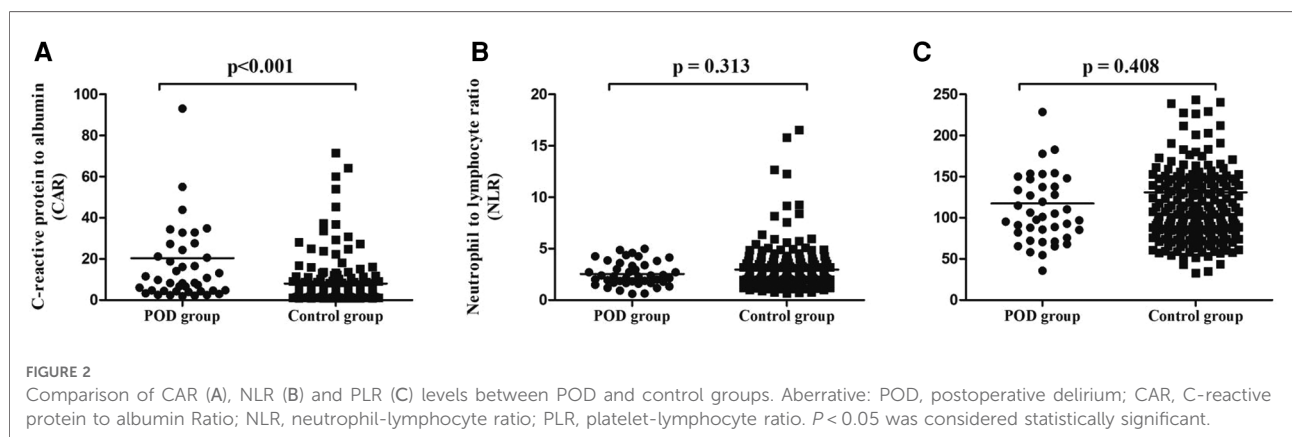 A
p<0.001
C-reactive protein to albumin
(CAR)
100
80
60
40
20
0
POD group
Control group
B
p = 0.313
Neutrophil to lymphocyte ratio
(NLR)
20
15
10
5
0
POD group
Control group
C
p = 0.408
250
200
150
100
50
0
POD group
Control group
FIGURE 2
Comparison of CAR (A), NLR (B) and PLR (C) levels between POD and control groups. Aberrative: POD, postoperative delirium; CAR, C-reactive
protein to albumin Ratio; NLR, neutrophil-lymphocyte ratio; PLR, platelet-lymphocyte ratio. P < 0.05 was considered statistically significant.